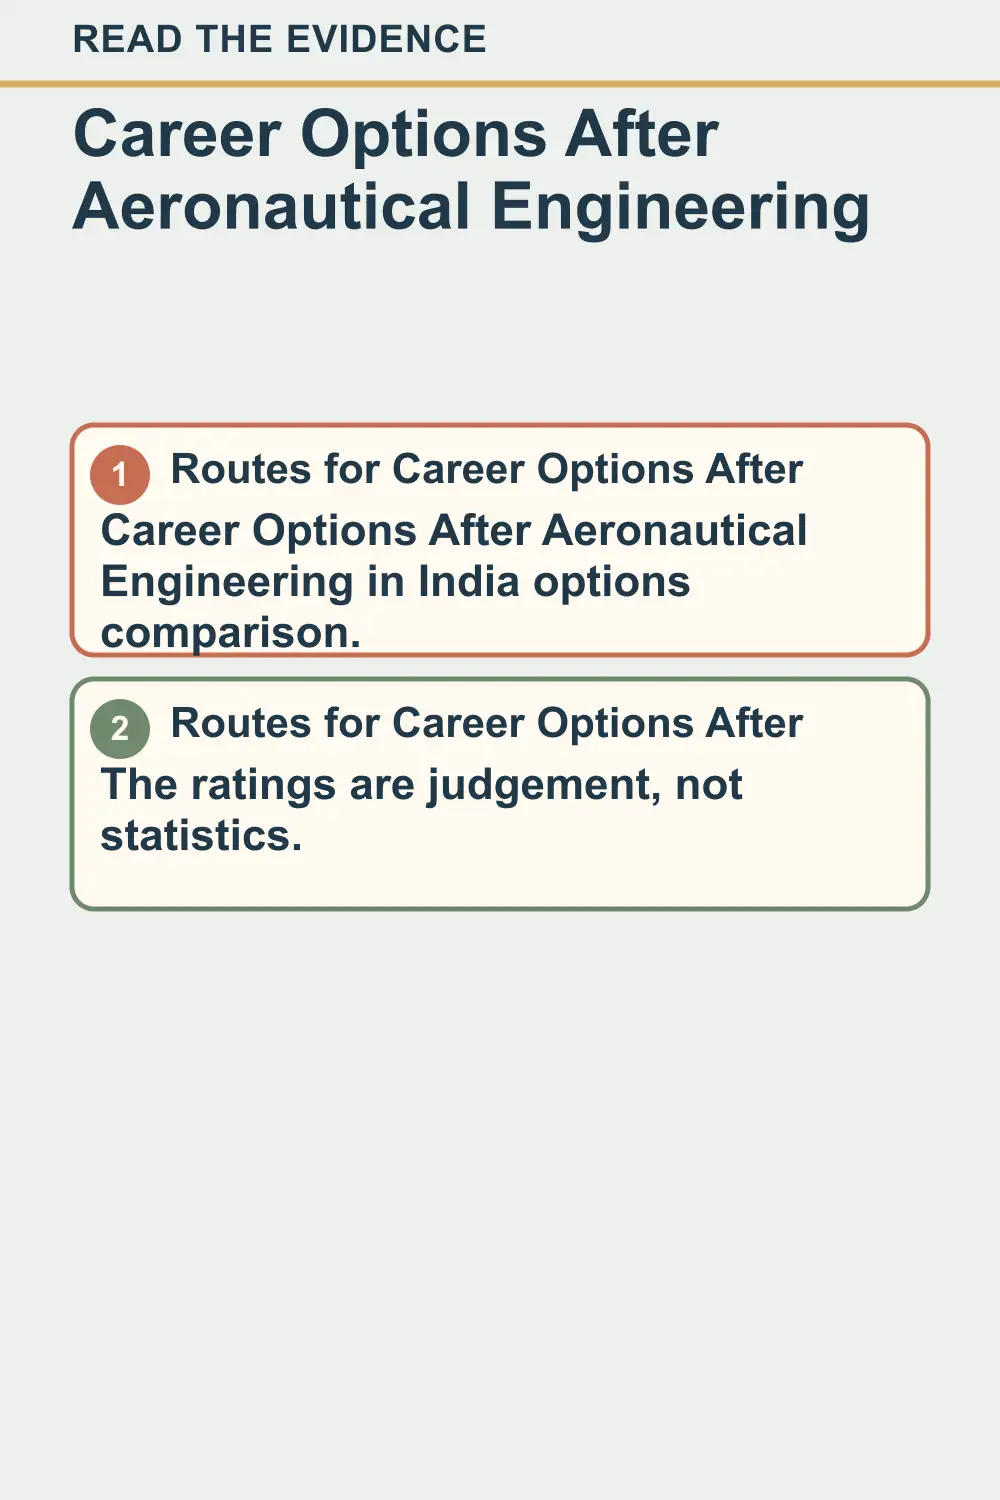 READ THE EVIDENCE
Career Options After
Aeronautical Engineering
1
Routes for Career Options After
Career Options After Aeronautical
Engineering in India options
comparison.
2
Routes for Career Options After
The ratings are judgement, not
statistics.